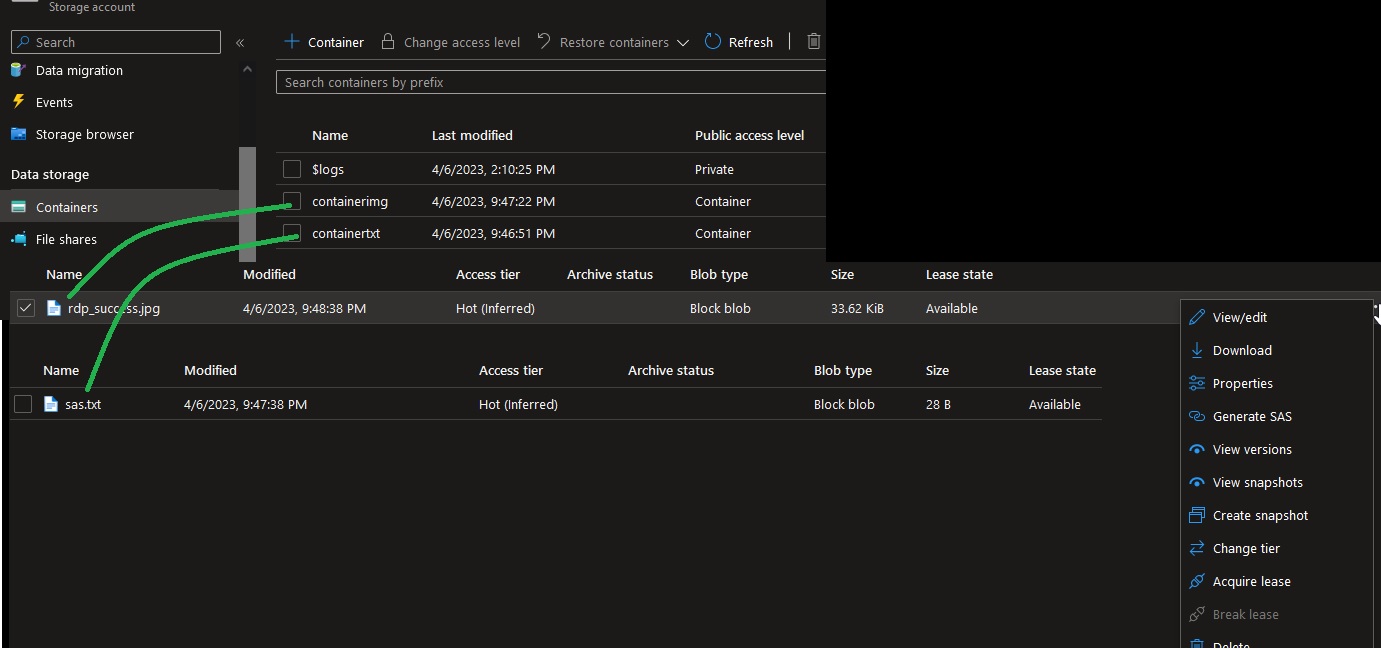 Storage account
Search «
Data migration
Events
Storage browser
Data storage
Containers
File shares
Container Change access level Restore containers Refresh
Search containers by prefix
Name Last modified Public access level
$logs 4/6/2023, 2:10:25 PM Private
containerimg 4/6/2023, 9:47:22 PM Container
containertxt 4/6/2023, 9:46:51 PM Container
Name Modified Access tier Archive status Blob type Size Lease state
rdp_success.jpg 4/6/2023, 9:48:38 PM Hot (Inferred) Block blob 33.62 KiB Available
Name Modified Access tier Archive status Blob type Size Lease state
sas.txt 4/6/2023, 9:47:38 PM Hot (Inferred) Block blob 28 B Available
View/edit
Download
Properties
Generate SAS
View versions
View snapshots
Create snapshot
Change tier
Acquire lease
Break lease
Delete